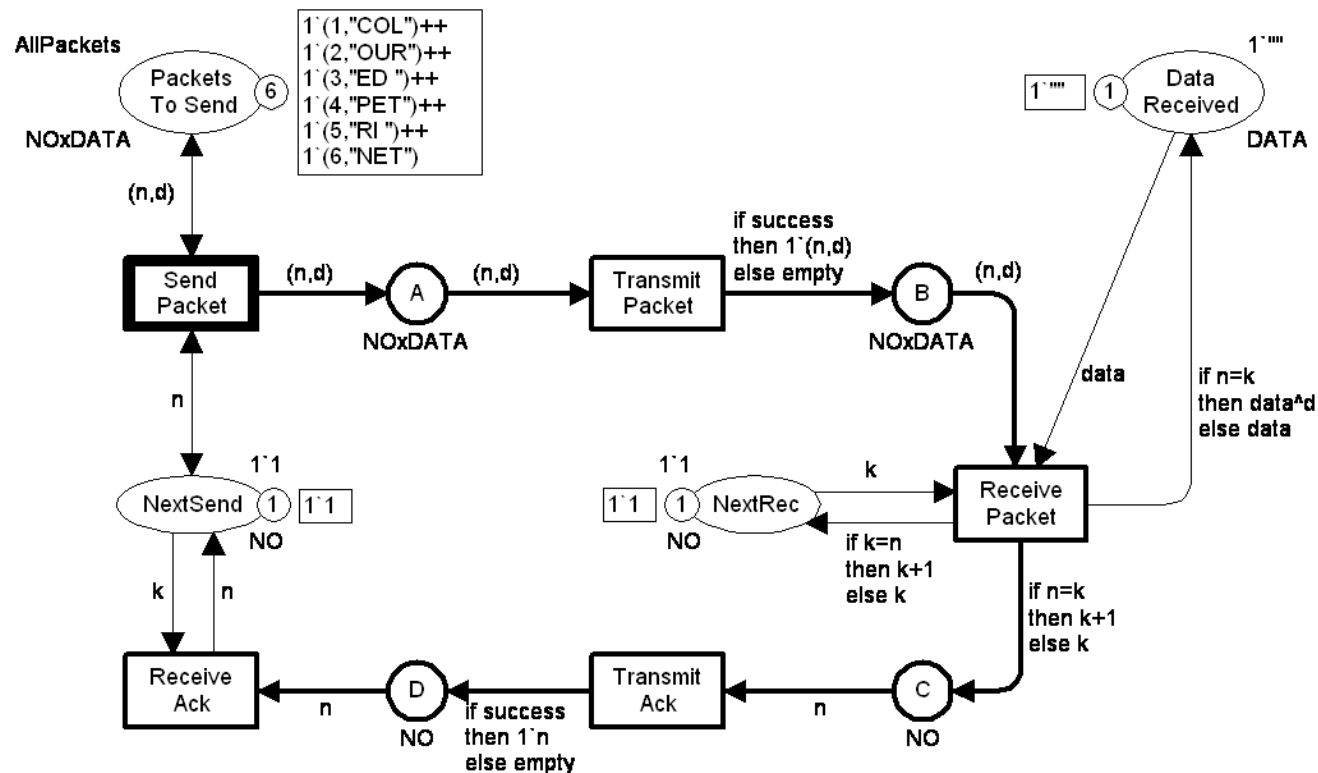 AllPackets
Packets
To Send
6
1`(1,"COL")++
1`(2,"OUR")++
1`(3,"ED ")++
1`(4,"PET")++
1`(5,"RI ")++
1`(6,"NET")
NOxDATA
1`""
1`""
1
Data
Received
DATA
(n,d)
Send
Packet
(n,d)
A
NOxDATA
(n,d)
Transmit
Packet
if success
then 1`(n,d)
else empty
B
NOxDATA
(n,d)
data
if n=k
then data^d
else data
n
1`1
NextSend
1
1`1
NO
1`1
1`1
1
NextRec
NO
k
if k=n
then k+1
else k
Receive
Packet
if n=k
then k+1
else k
k
n
Receive
Ack
n
D
NO
if success
then 1`n
else empty
Transmit
Ack
n
C
NO